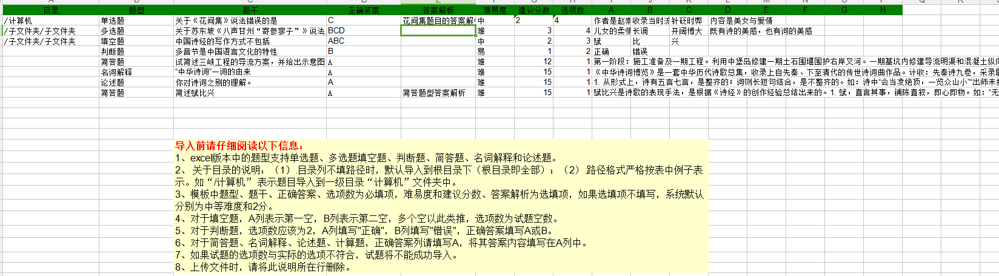 目录 题型 题干 正确答案 答案解析 难易度 建议分数 选项数 A B C D E F G H
/计算机 单选题 关于《花间集》说法错误的是 C 花间集题目的答案解 中 2 4 作者是赵崇 收录当时流 针砭时弊 内容是美女与爱情
/子文件夹/子文件夹 多选题 关于苏东坡《八声甘州“寄参寥子”》说法 BCD 难 3 4 儿女的柔情 长调 开阔博大 既有诗的美感，也有词的美感
/子文件夹/子文件夹 填空题 中国诗经的写作方式不包括 ABC 中 2 3 赋 比 兴
判断题 多音节是中国语言文化的特性 B 易 1 2 正确 错误
简答题 试简述三峡工程的导流方案，并给出示意图 A 难 12 1 第一阶段：施工准备及一期工程。利用中堡岛修建一期土石围堰围护右岸叉河。一期基坑内修建导流明渠和混凝土纵向
名词解释 “中华诗词”一词的由来 A 难 15 1 《中华诗词博览》是一套中华历代诗歌总集，收录上自先秦、下至清代的传世诗词曲作品。计收：先秦诗九卷，采录歌
论述题 你对诗词之别的理解。 A 难 15 1 1. 从形式上，诗有五言七言，是整齐的；词则长短句结合，是不整齐的。如：诗中“会当凌绝顶，一览众山小”“出师未捷
简答题 简述赋比兴 A 简答题型答案解析 难 15 1 赋比兴是诗歌的表现手法，是根据《诗经》的创作经验总结出来的。1. 赋，直言其事，铺陈直叙，即心即物。如：“无
导入前请仔细阅读以下信息：
1、excel版本中的题型支持单选题、多选题填空题、判断题、简答题、名词解释和论述题。
2、 关于目录的说明：（1）.目录列不填路径时，默认导入到根目录下（根目录即全部）；（2）.路径格式严格按表中例子表
示。如“/计算机” 表示题目导入到一级目录“计算机”文件夹中。
3、模板中题型、题干、正确答案、选项数为必填项，难易度和建议分数、答案解析为选填项，如果选填项不填写，系统默认
分别为中等难度和2分。
4、对于填空题，A列表示第一空，B列表示第二空，多个空以此类推，选项数为试题空数。
5、对于判断题，选项数应该为2，A列填写"正确"，B列填写"错误"，正确答案填写A或B。
6、对于简答题、名词解释、论述题、计算题，正确答案列请填写A，将其答案内容填写在A列中。
7、如果试题的选项数与实际的选项不符合，试题将不能成功导入。
8、上传文件时，请将此说明所在行删除。